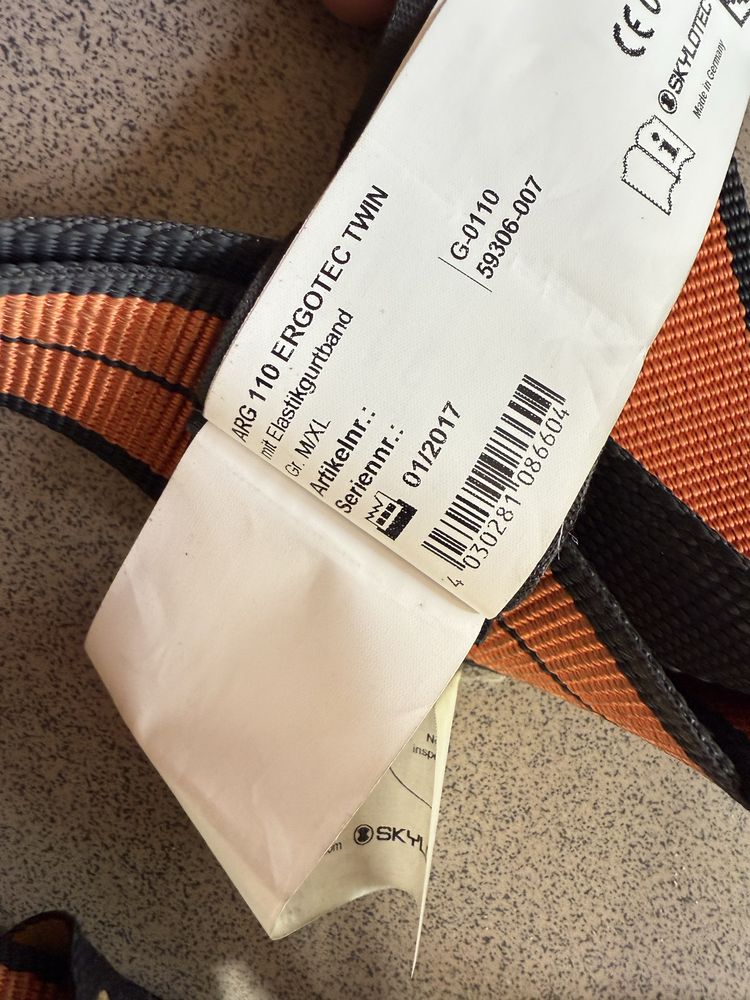 CE
SKYLOTEC
Made in Germany
ARG 110 ERGOTEC TWIN
mit Elastikgurtband
Gr. M/XL
Artikelnr.: G-0110
Seriennr.: 59306-007
01/2017
4 030281 086604
SKYL